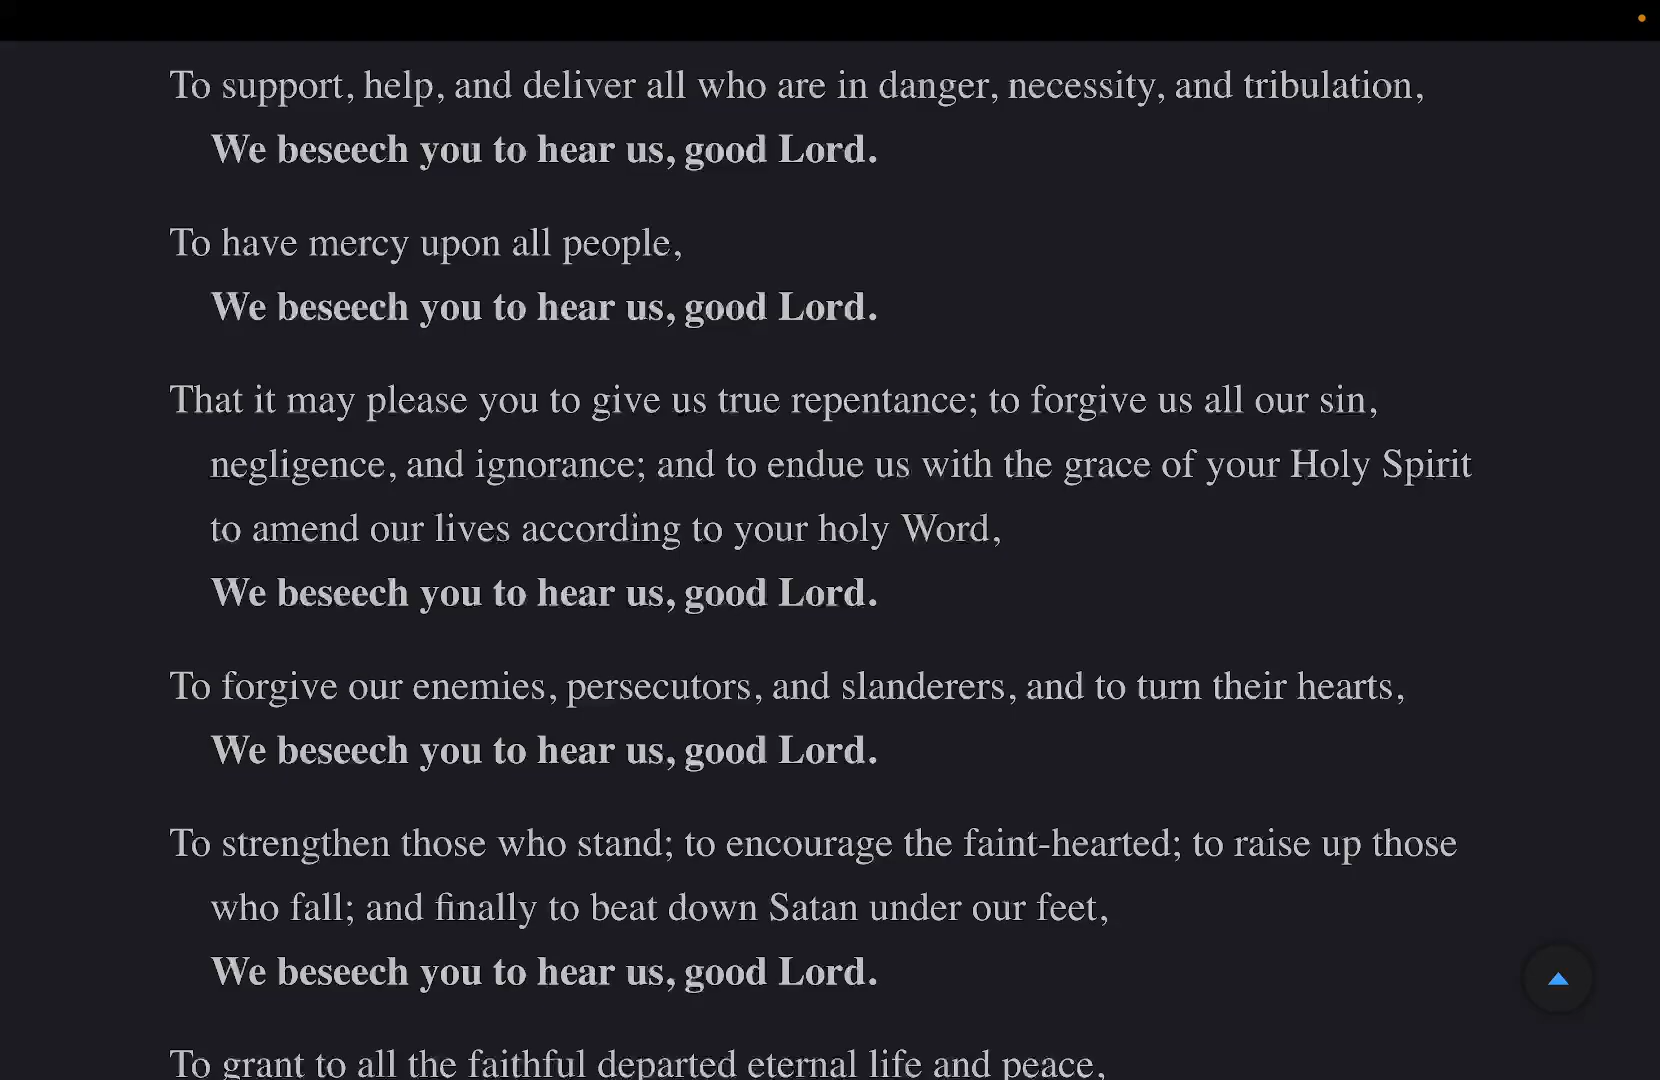 To support, help, and deliver all who are in danger, necessity, and tribulation,
We beseech you to hear us, good Lord.
To have mercy upon all people,
We beseech you to hear us, good Lord.
That it may please you to give us true repentance; to forgive us all our sin,
negligence, and ignorance; and to endue us with the grace of your Holy Spirit
to amend our lives according to your holy Word,
We beseech you to hear us, good Lord.
To forgive our enemies, persecutors, and slanderers, and to turn their hearts,
We beseech you to hear us, good Lord.
To strengthen those who stand; to encourage the faint-hearted; to raise up those
who fall; and finally to beat down Satan under our feet,
We beseech you to hear us, good Lord.
To grant to all the faithful departed eternal life and peace,